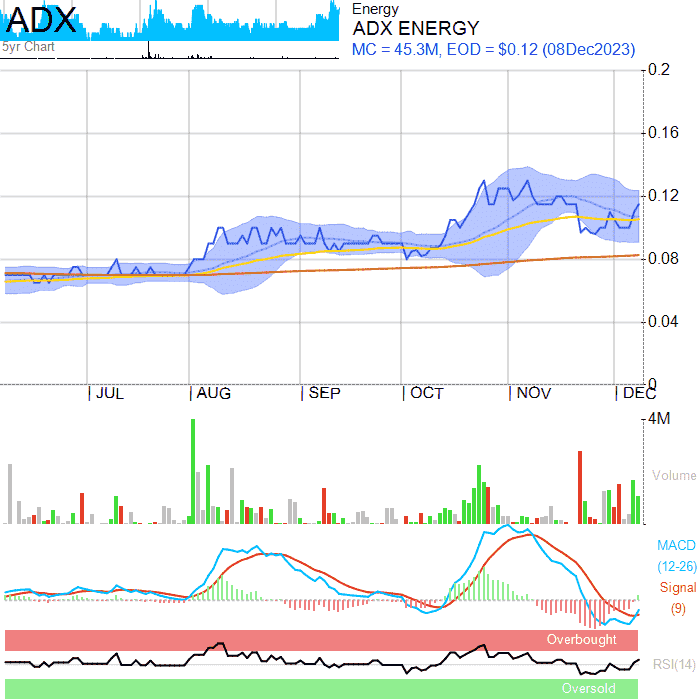 ADX
5yr Chart
Energy
ADX ENERGY
MC = 45.3M, EOD = $0.12 (08Dec2023)
0.2
0.16
0.12
0.08
0.04
0
JUL AUG SEP OCT NOV DEC
4M
Volume
MACD
(12-26)
Signal
(9)
Overbought
RSI(14)
Oversold